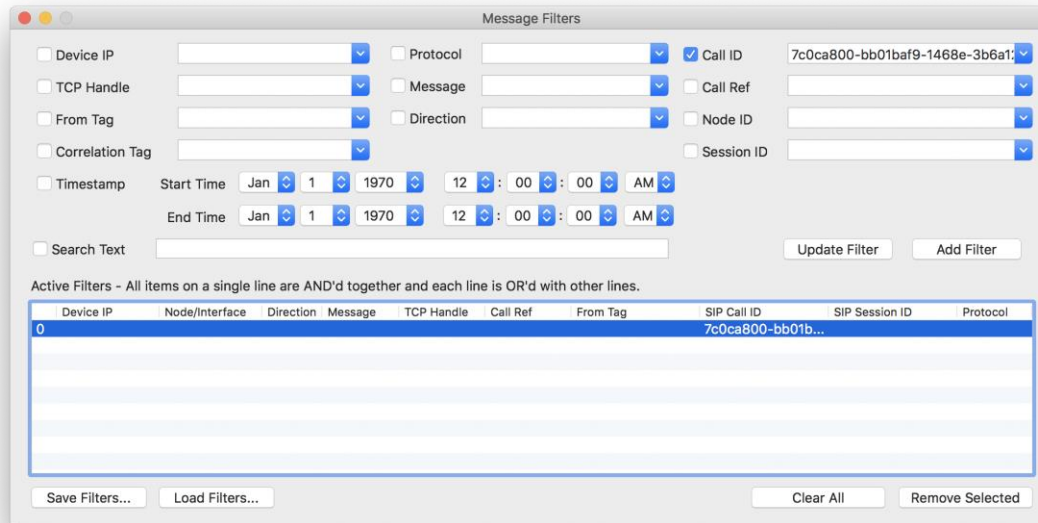 Message Filters
Device IP Protocol Call ID 7c0ca800-bb01baf9-1468e-3b6a1
TCP Handle Message Call Ref
From Tag Direction Node ID
Correlation Tag Session ID
Timestamp Start Time Jan 1 1970 12 : 00 : 00 AM
End Time Jan 1 1970 12 : 00 : 00 AM
Search Text Update Filter Add Filter
Active Filters - All items on a single line are AND'd together and each line is OR'd with other lines.
Device IP Node/Interface Direction Message TCP Handle Call Ref From Tag SIP Call ID SIP Session ID Protocol
0 7c0ca800-bb01b...
Save Filters... Load Filters... Clear All Remove Selected